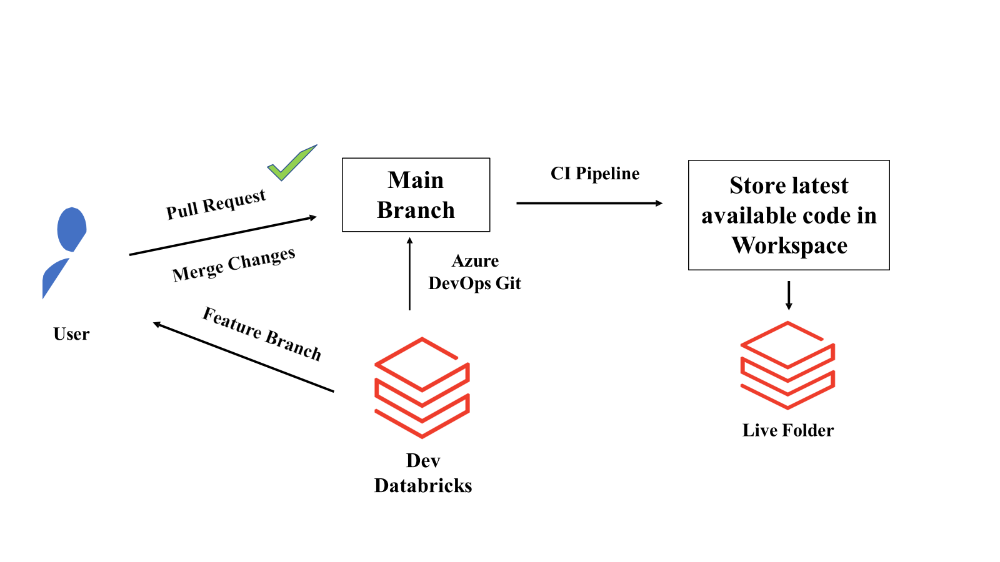 Pull Request
Merge Changes
Feature Branch
User
Main
Branch
Azure
DevOps Git
Dev
Databricks
CI Pipeline
Store latest
available code in
Workspace
Live Folder